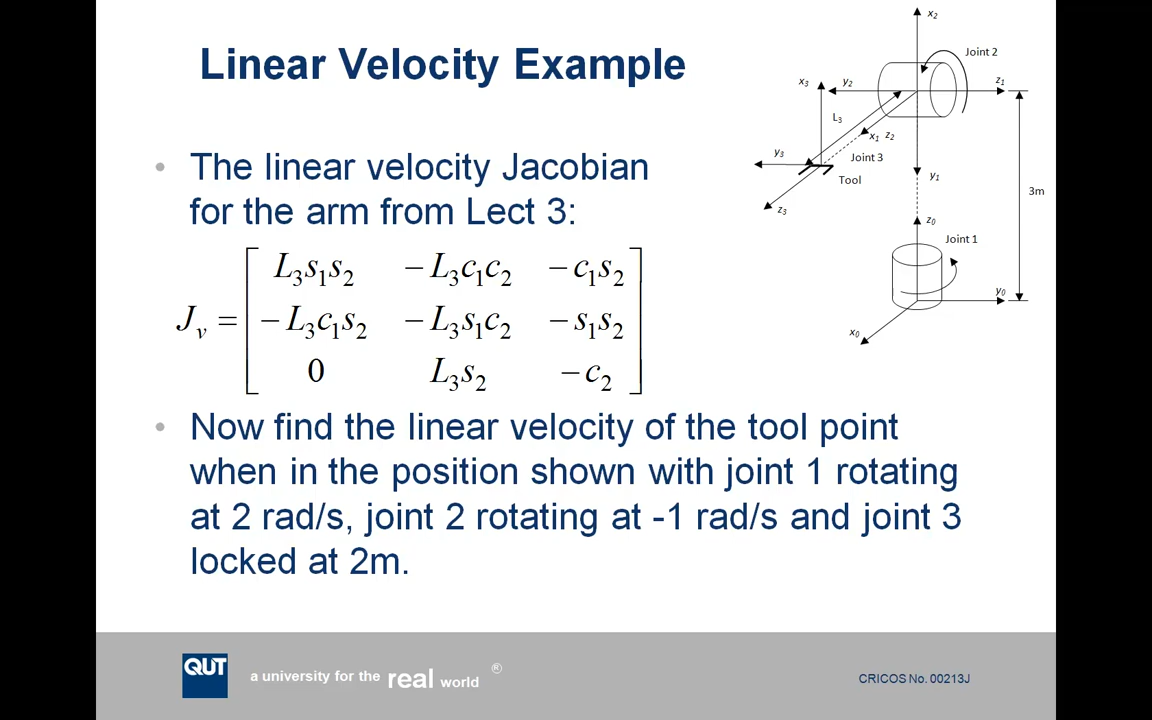 Linear Velocity Example
• The linear velocity Jacobian
for the arm from Lect 3:
J_v = [ L₃s₁s₂ −L₃c₁c₂ −c₁s₂
−L₃c₁s₂ −L₃s₁c₂ −s₁s₂
0 L₃s₂ −c₂ ]
• Now find the linear velocity of the tool point
when in the position shown with joint 1 rotating
at 2 rad/s, joint 2 rotating at -1 rad/s and joint 3
locked at 2m.
x₂
Joint 2
x₃
y₂
z₁
L₃
x₁ z₂
y₃
Joint 3
Tool
y₁
3m
z₃
z₀
Joint 1
y₀
x₀
QUT
a university for the real world ®
CRICOS No. 00213J